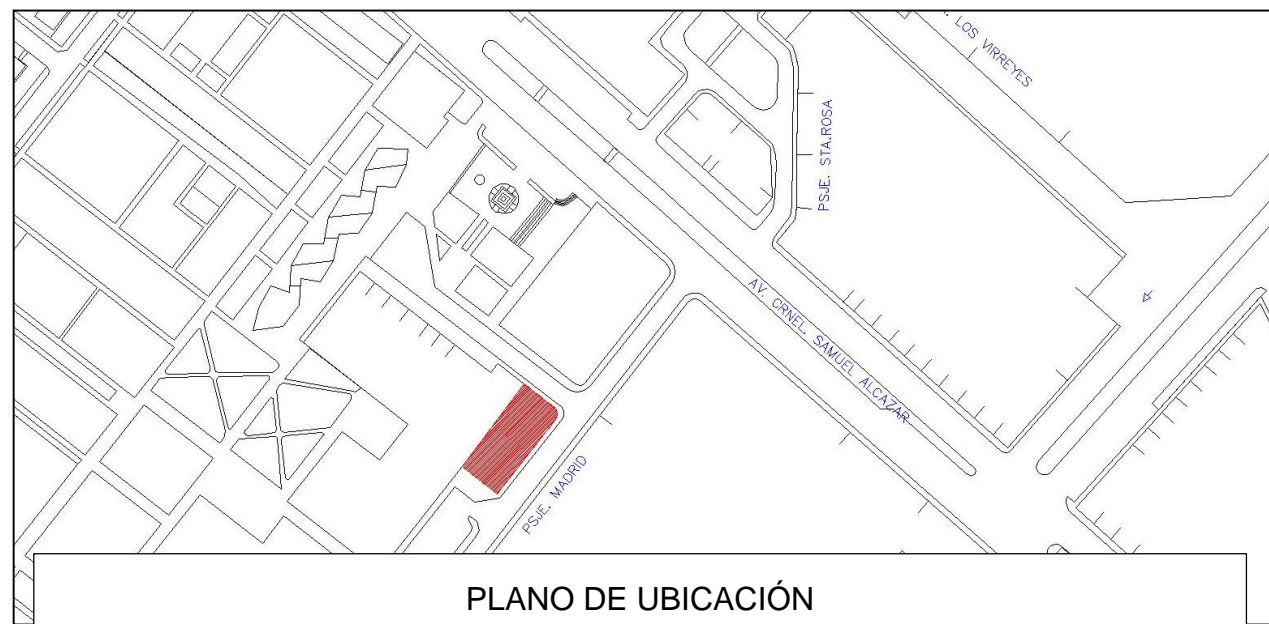 . LOS VIRREYES
PSJE. STA.ROSA
AV. CRNEL. SAMUEL ALCAZAR
PSJE. MADRID
PLANO DE UBICACIÓN